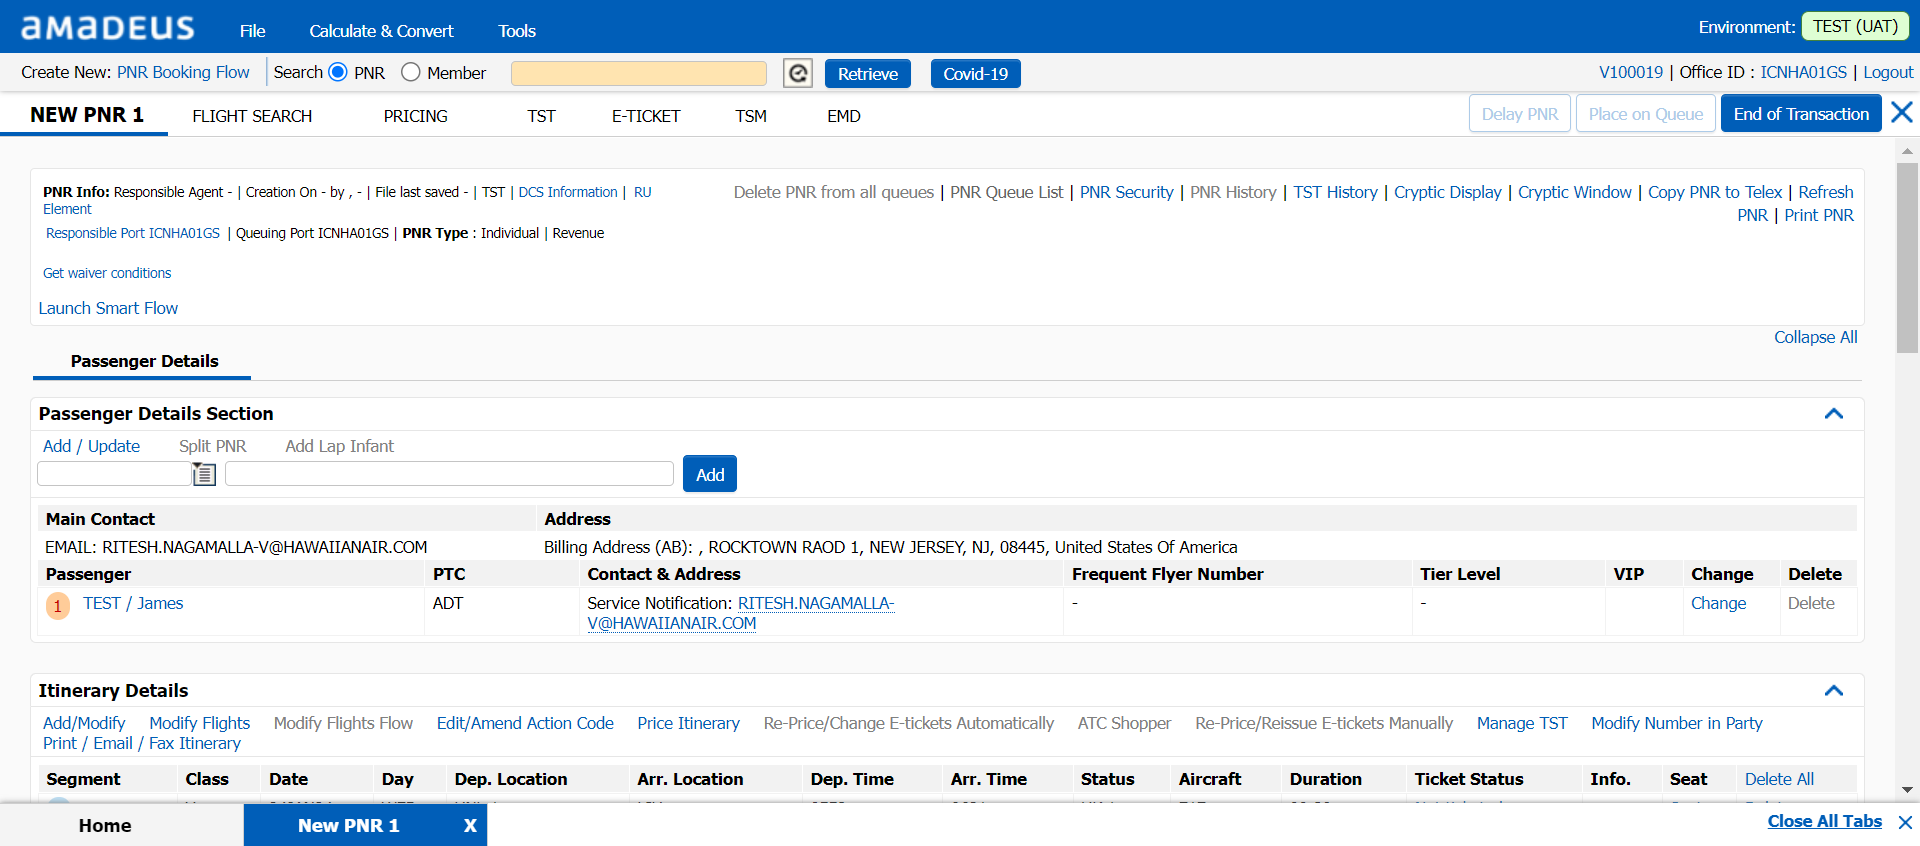 amadeus File Calculate & Convert Tools Environment: TEST (UAT)
Create New: PNR Booking Flow Search PNR Member Retrieve Covid-19 V100019 | Office ID : ICNHA01GS | Logout
NEW PNR 1 FLIGHT SEARCH PRICING TST E-TICKET TSM EMD Delay PNR Place on Queue End of Transaction
PNR Info: Responsible Agent - | Creation On - by , - | File last saved - | TST | DCS Information | RU
Element
Responsible Port ICNHA01GS | Queuing Port ICNHA01GS | PNR Type : Individual | Revenue
Delete PNR from all queues | PNR Queue List | PNR Security | PNR History | TST History | Cryptic Display | Cryptic Window | Copy PNR to Telex | Refresh
PNR | Print PNR
Get waiver conditions
Launch Smart Flow
Collapse All
Passenger Details
Passenger Details Section
Add / Update Split PNR Add Lap Infant
Add
Main Contact Address
EMAIL: RITESH.NAGAMALLA-V@HAWAIIANAIR.COM Billing Address (AB): , ROCKTOWN RAOD 1, NEW JERSEY, NJ, 08445, United States Of America
Passenger PTC Contact & Address Frequent Flyer Number Tier Level VIP Change Delete
1 TEST / James ADT Service Notification: RITESH.NAGAMALLA- - - Change Delete
V@HAWAIIANAIR.COM
Itinerary Details
Add/Modify Modify Flights Modify Flights Flow Edit/Amend Action Code Price Itinerary Re-Price/Change E-tickets Automatically ATC Shopper Re-Price/Reissue E-tickets Manually Manage TST Modify Number in Party
Print / Email / Fax Itinerary
Segment Class Date Day Dep. Location Arr. Location Dep. Time Arr. Time Status Aircraft Duration Ticket Status Info. Seat Delete All
Home New PNR 1 X Close All Tabs